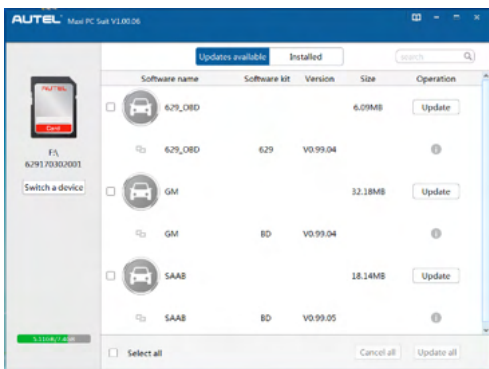 AUTEL Maxi PC Suit V1.00.06
Updates available Installed search
Software name Software kit Version Size Operation
AUTEL
Card
629_OBD 6.09MB Update
629_OBD 629 V0.99.04
F:\
629170302001
Switch a device
GM 32.18MB Update
GM BD V0.99.04
SAAB 18.14MB Update
SAAB BD V0.99.05
Select all Cancel all Update all